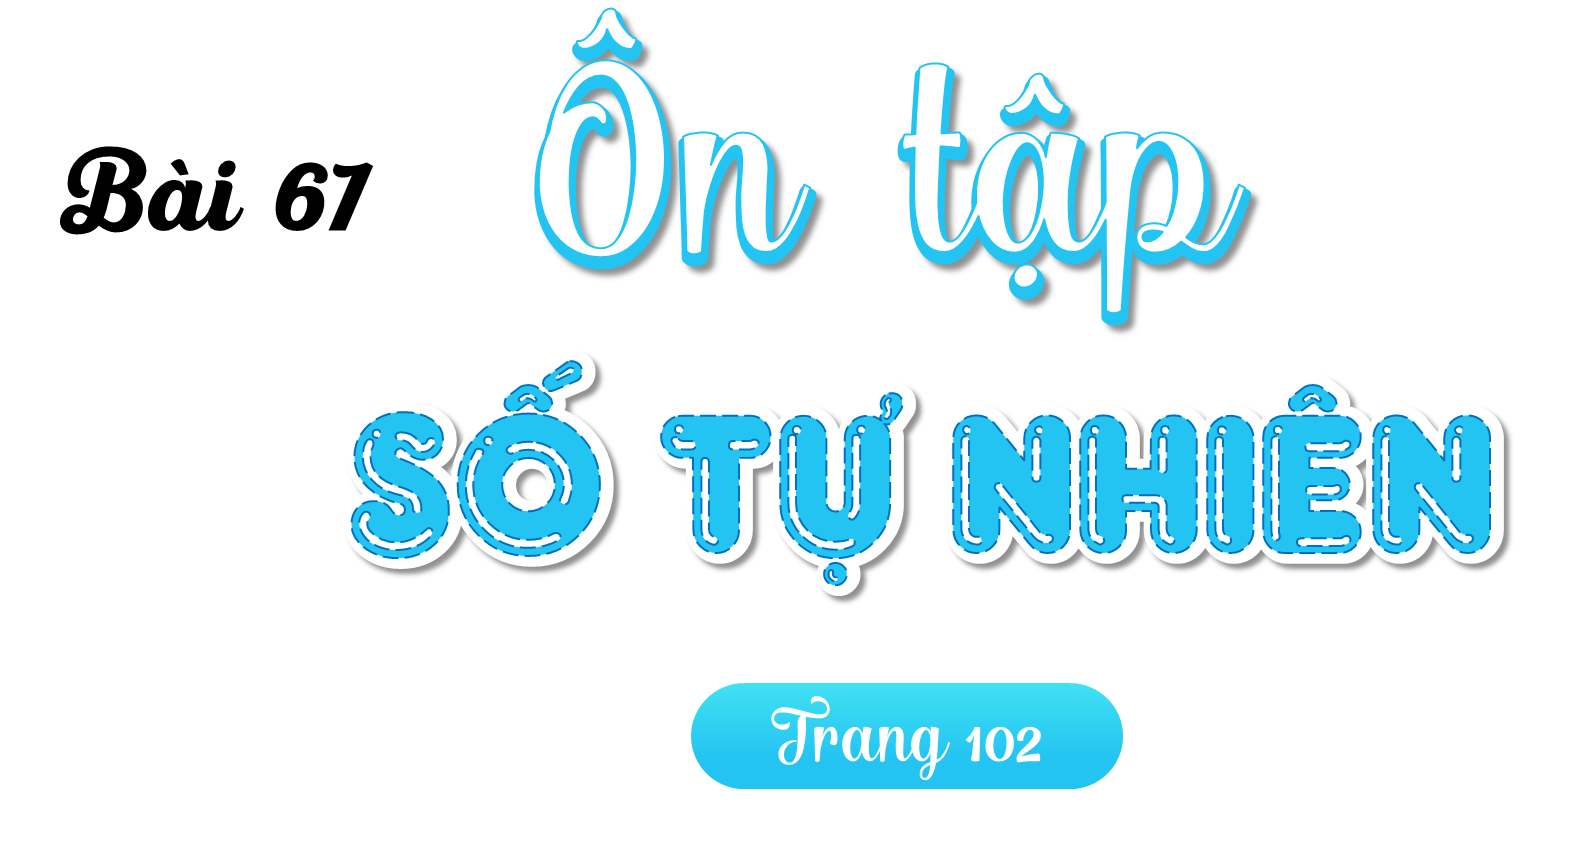 Bài 67
Ôn tập
SỐ TỰ NHIÊN
Trang 102